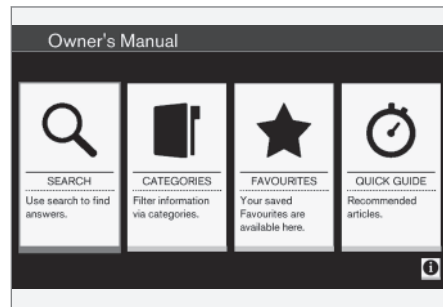 Owner's Manual
SEARCH
Use search to find
answers.
CATEGORIES
Filter information
via categories.
FAVOURITES
Your saved
Favourites are
available here.
QUICK GUIDE
Recommended
articles.
i